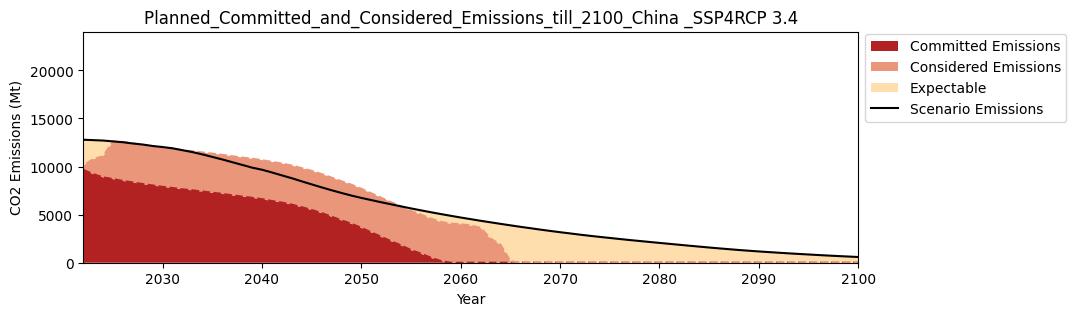 Planned_Committed_and_Considered_Emissions_till_2100_China _SSP4RCP 3.4
Committed Emissions
Considered Emissions
Expectable
Scenario Emissions
CO2 Emissions (Mt)
20000
15000
10000
5000
0
2030 2040 2050 2060 2070 2080 2090 2100
Year